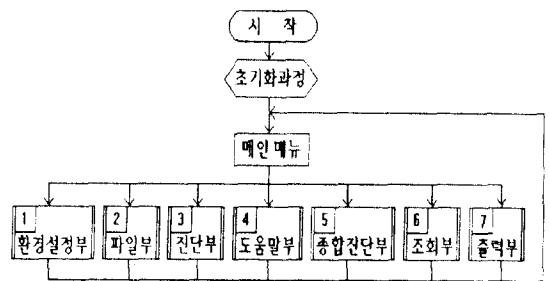 시 작
초기화과정
메인메뉴
1 2 3 4 5 6 7
환경설정부 파일부 진단부 도움말부 종합진단부 조회부 출력부